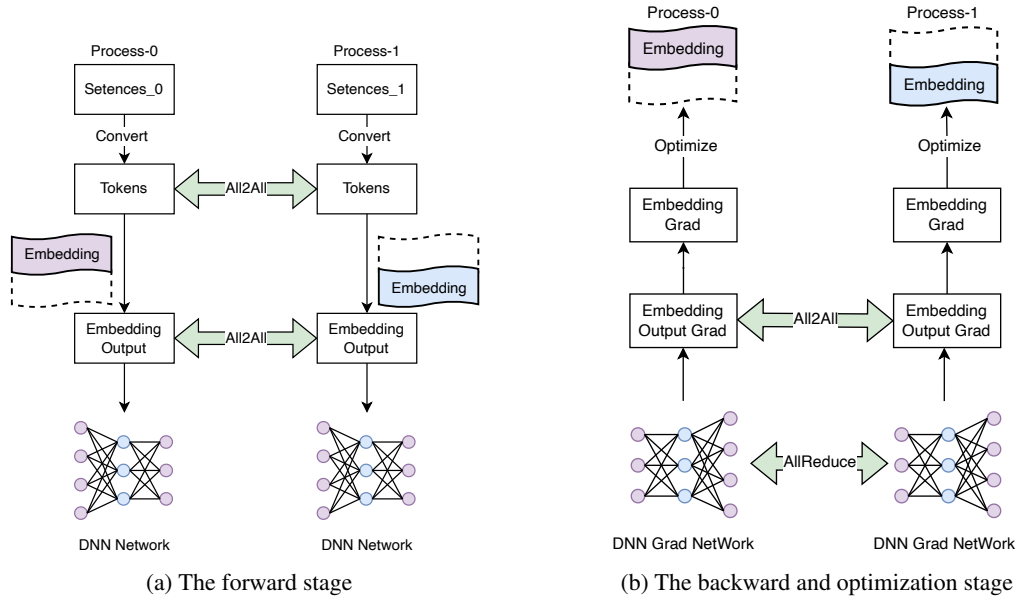 Process-0
Process-1
Setences_0
Setences_1
Convert
Convert
Tokens
All2All
Tokens
Embedding
Embedding
Embedding
Output
All2All
Embedding
Output
DNN Network
DNN Network
(a) The forward stage
Process-0
Process-1
Embedding
Embedding
Optimize
Optimize
Embedding
Grad
Embedding
Grad
Embedding
Output Grad
All2All
Embedding
Output Grad
AllReduce
DNN Grad NetWork
DNN Grad NetWork
(b) The backward and optimization stage